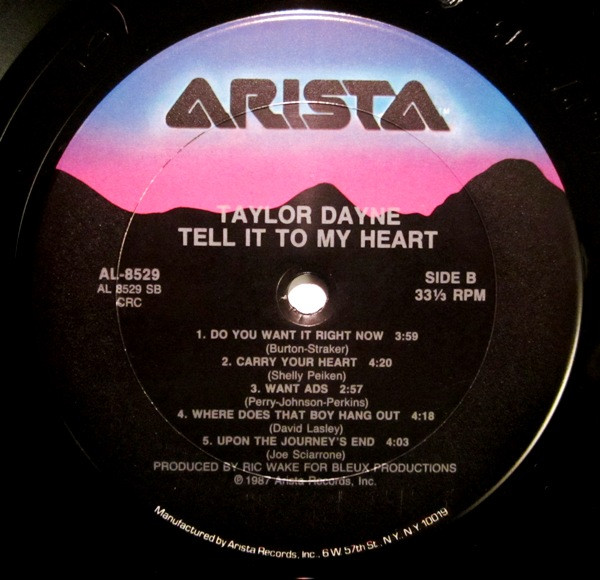 ARISTA
TAYLOR DAYNE
TELL IT TO MY HEART
AL-8529
AL 8529 SB
CRC
SIDE B
33⅓ RPM
1. DO YOU WANT IT RIGHT NOW 3:59
(Burton-Straker)
2. CARRY YOUR HEART 4:20
(Shelly Peiken)
3. WANT ADS 2:57
(Perry-Johnson-Perkins)
4. WHERE DOES THAT BOY HANG OUT 4:18
(David Lasley)
5. UPON THE JOURNEY'S END 4:03
(Joe Sciarrone)
PRODUCED BY RIC WAKE FOR BLEUX PRODUCTIONS
℗1987 Arista Records, Inc.
Manufactured by Arista Records, Inc., 6 W 57th St., N.Y., N.Y. 10019